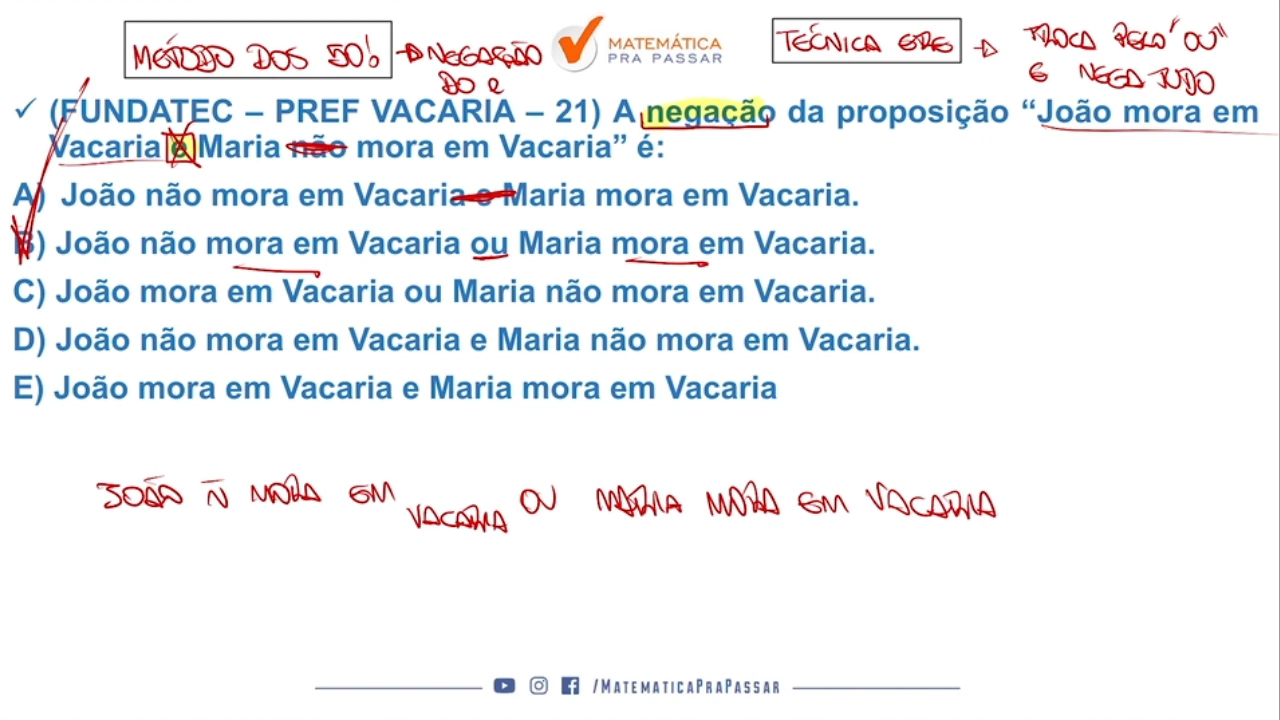 MÉTODO DOS 50! → NEGAÇÃO DO e
MATEMÁTICA
PRA PASSAR
TROCA PELO "OU"
E NEGA TUDO
✓ (FUNDATEC – PREF VACARIA – 21) A negação da proposição “João mora em
Vacaria e Maria não mora em Vacaria” é:
A) João não mora em Vacaria e Maria mora em Vacaria.
B) João não mora em Vacaria ou Maria mora em Vacaria.
C) João mora em Vacaria ou Maria não mora em Vacaria.
D) João não mora em Vacaria e Maria não mora em Vacaria.
E) João mora em Vacaria e Maria mora em Vacaria
JOÃO Ñ MORA EM VACARIA OU MARIA MORA EM VACARIA
/MATEMATICAPRAPASSAR